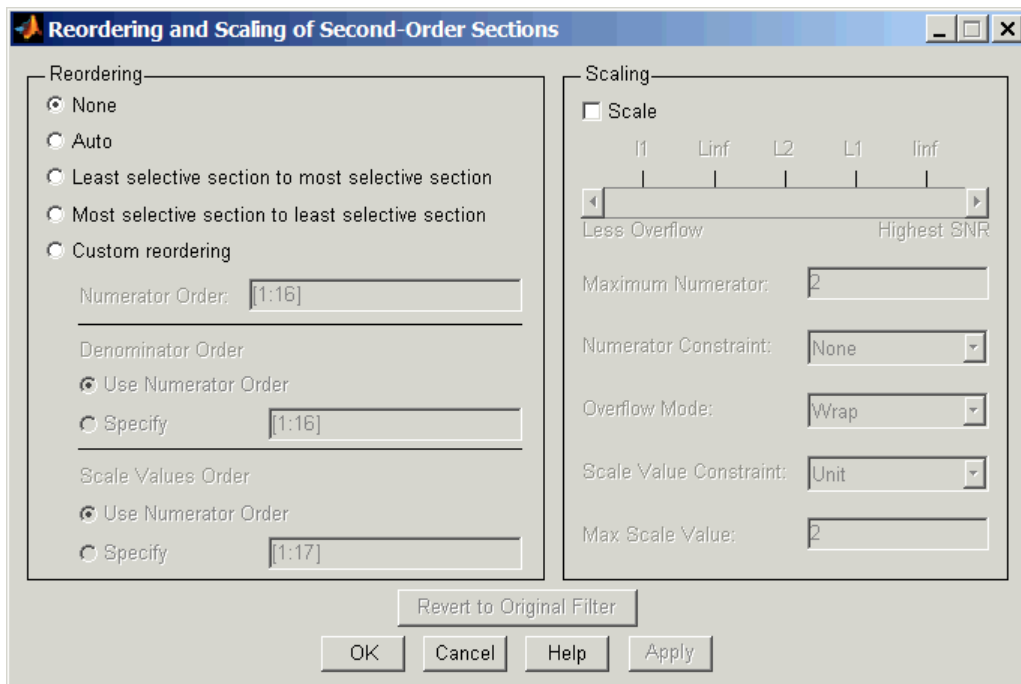 Reordering and Scaling of Second-Order Sections
Reordering
None
Auto
Least selective section to most selective section
Most selective section to least selective section
Custom reordering
Numerator Order: [1:16]
Denominator Order
Use Numerator Order
Specify [1:16]
Scale Values Order
Use Numerator Order
Specify [1:17]
Scaling
Scale
l1 Linf L2 L1 linf
Less Overflow Highest SNR
Maximum Numerator: 2
Numerator Constraint: None
Overflow Mode: Wrap
Scale Value Constraint: Unit
Max Scale Value: 2
Revert to Original Filter
OK Cancel Help Apply